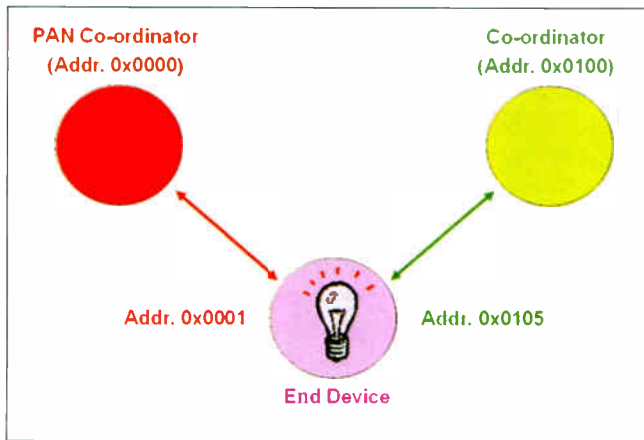 PAN Co-ordinator
(Addr. 0x0000)
Co-ordinator
(Addr. 0x0100)
Addr. 0x0001
Addr. 0x0105
End Device